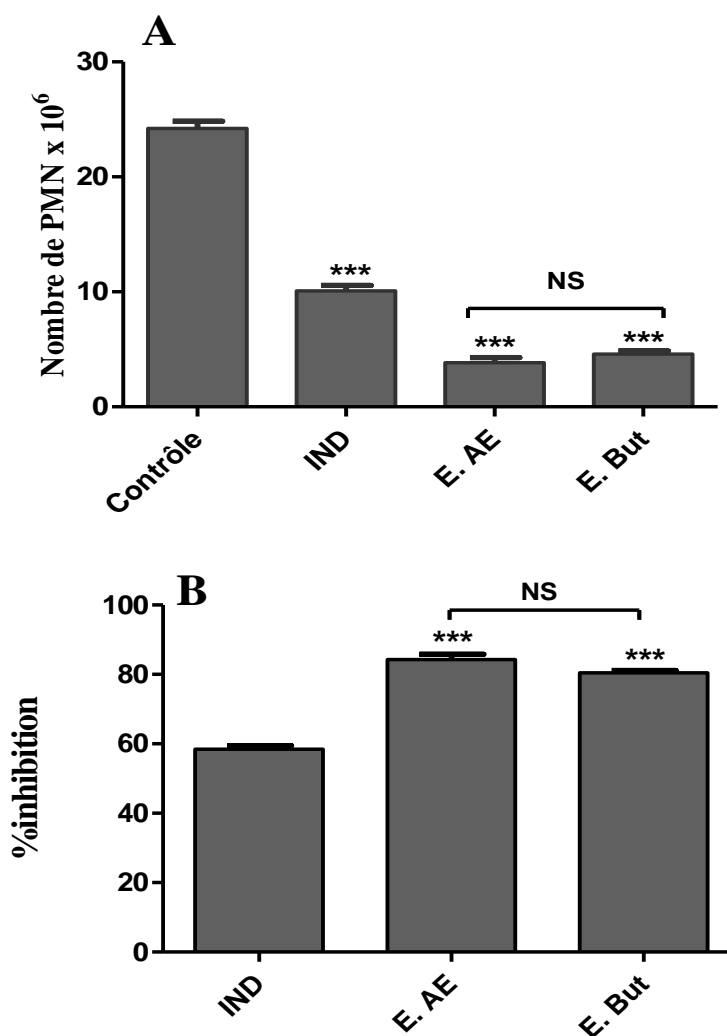 A
Nombre de PMN x 10⁶
30
20
10
0
***
***
***
NS
Contrôle
IND
E. AE
E. But
B
%inhibition
100
80
60
40
20
0
NS
***
***
IND
E. AE
E. But